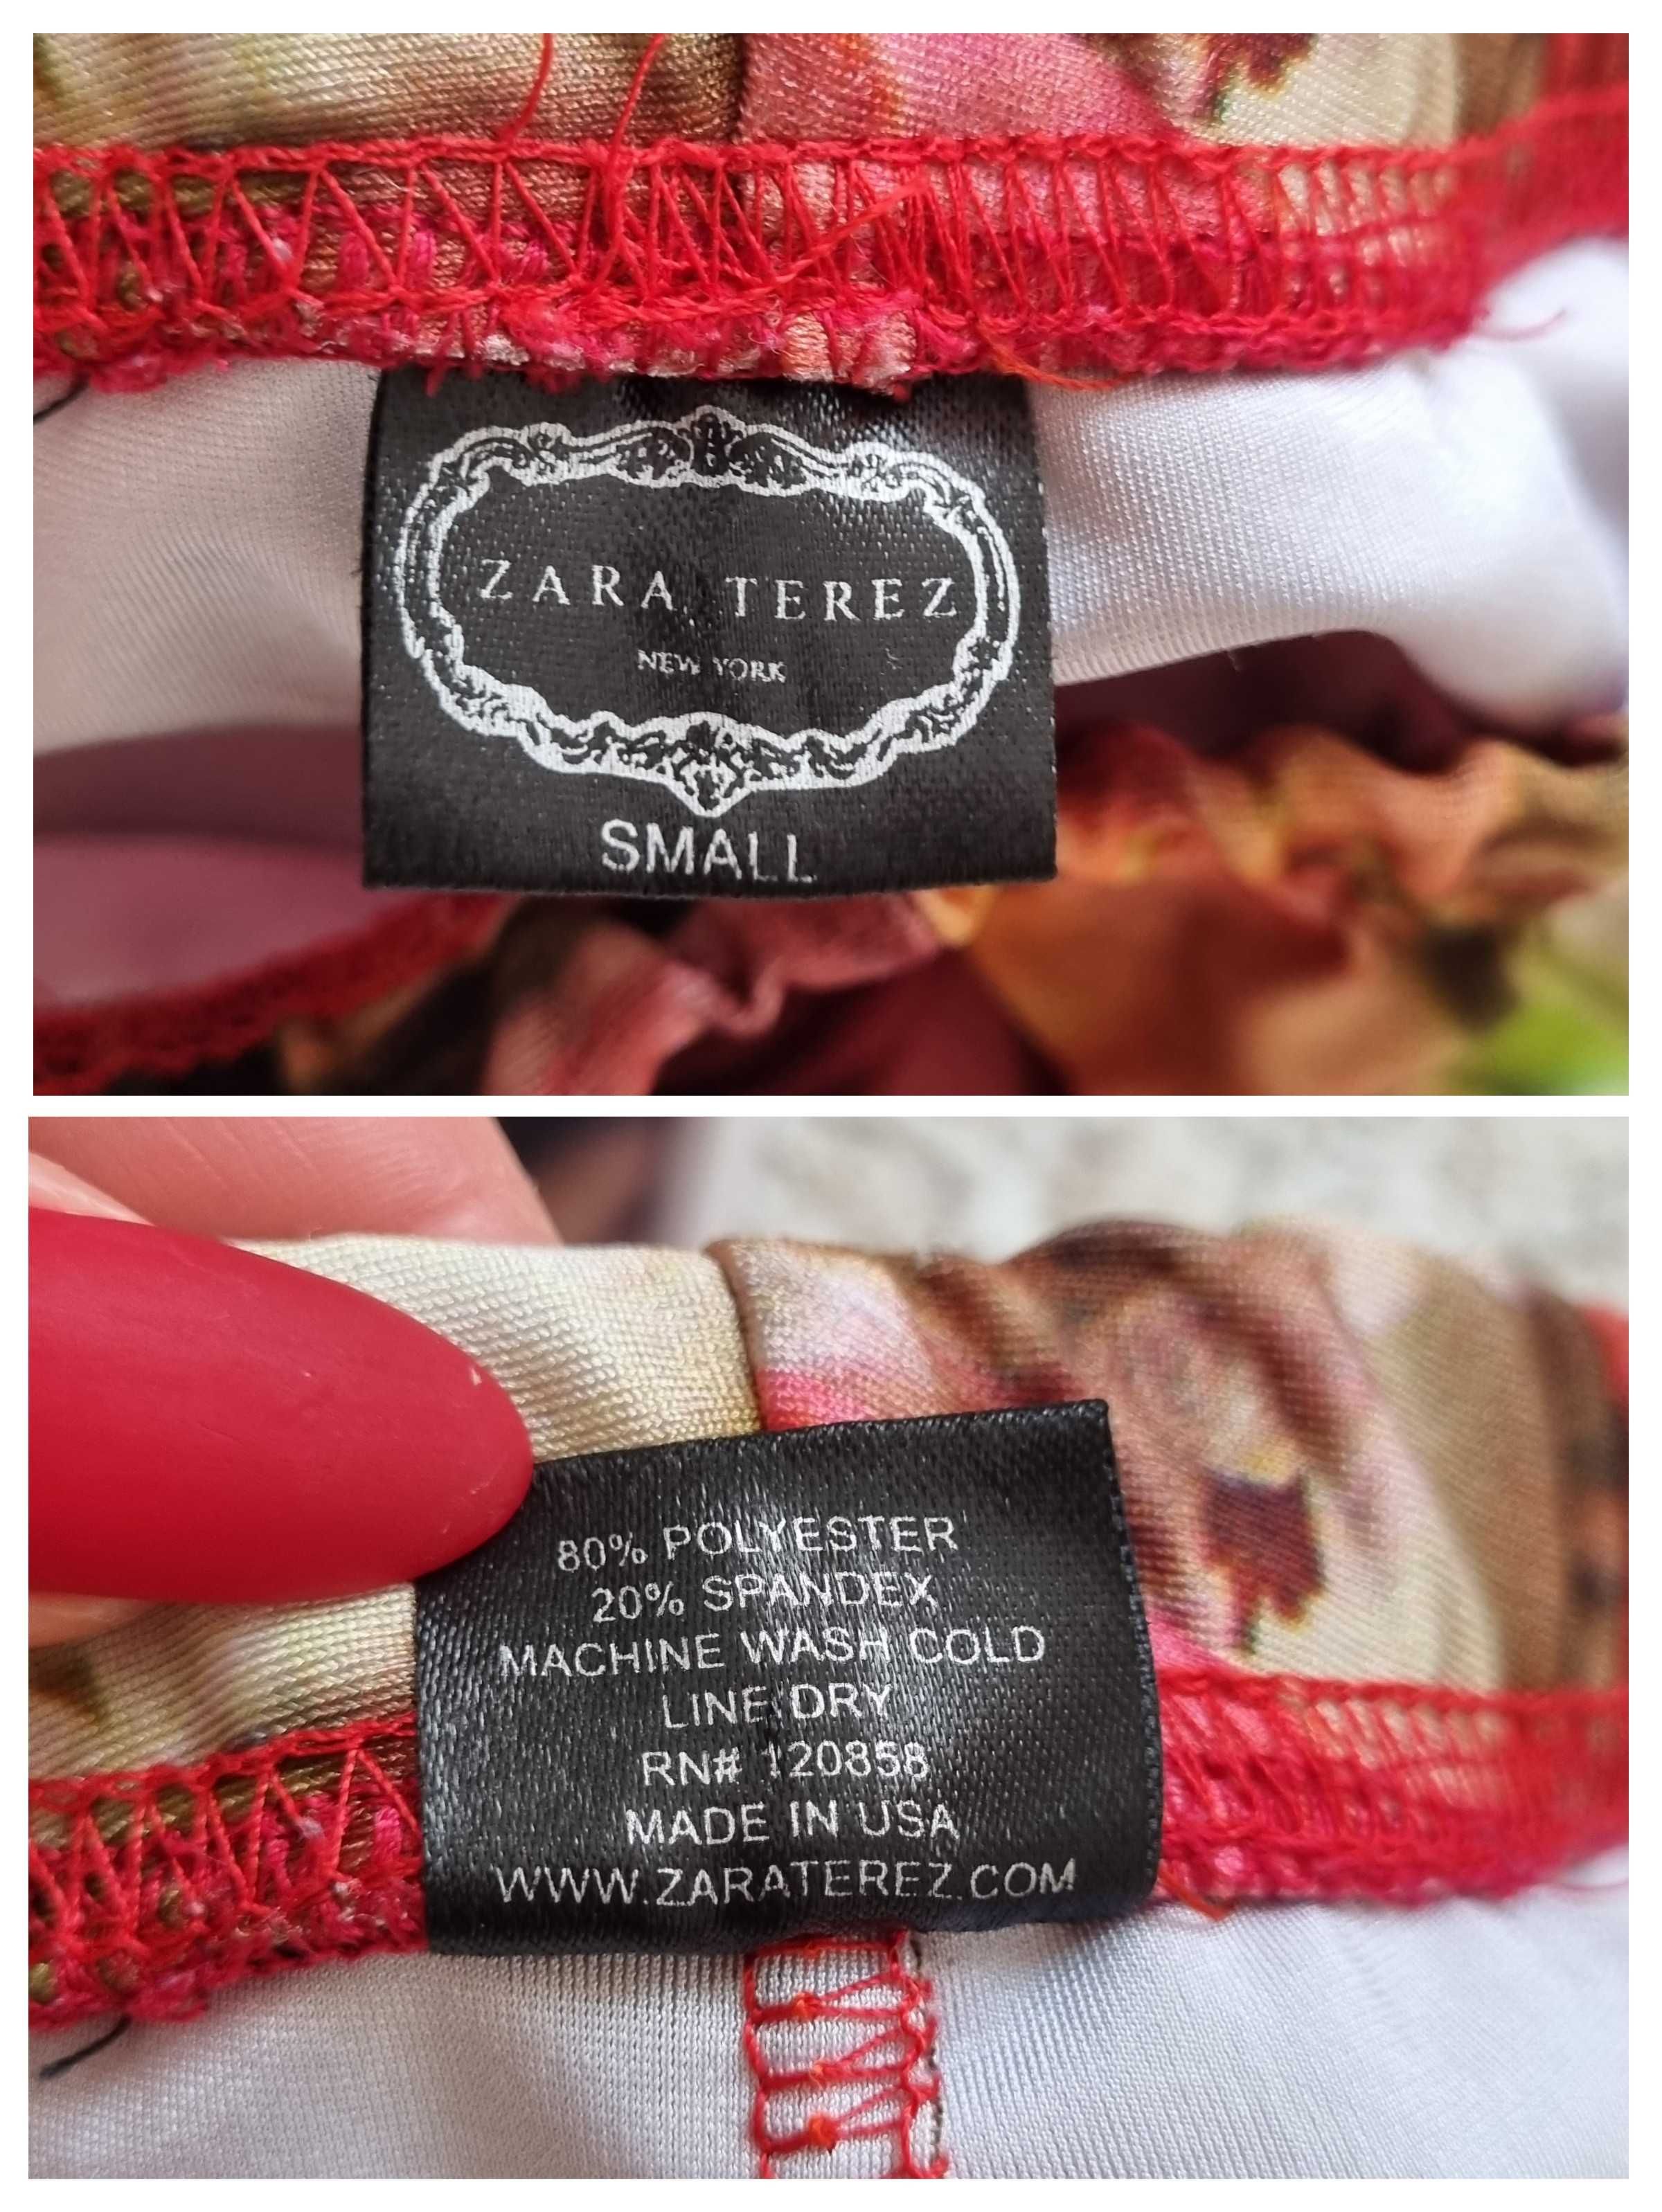 ZARA TEREZ
NEW YORK
SMALL
80% POLYESTER
20% SPANDEX
MACHINE WASH COLD
LINE DRY
RN# 120858
MADE IN USA
WWW.ZARATEREZ.COM